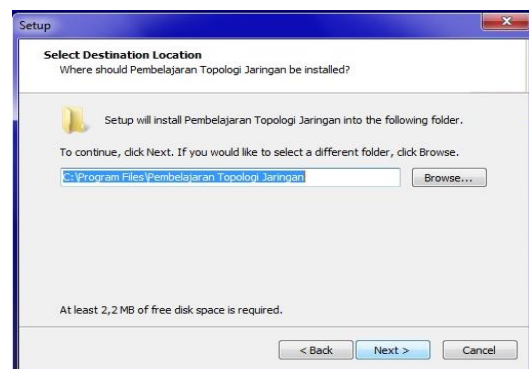 Setup
Select Destination Location
Where should Pembelajaran Topologi Jaringan be installed?
Setup will install Pembelajaran Topologi Jaringan into the following folder.
To continue, click Next. If you would like to select a different folder, click Browse.
C:\Program Files\Pembelajaran Topologi Jaringan
Browse...
At least 2,2 MB of free disk space is required.
< Back
Next >
Cancel